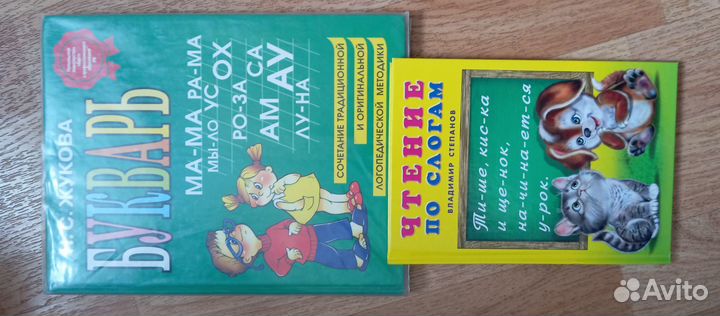 Н.С. ЖУКОВА
БУКВАРЬ
МА-МА РА-МА
МЫ-ЛО УС ОХ
РО-ЗА СА
АМ АУ
ЛУ-НА
СОЧЕТАНИЕ ТРАДИЦИОННОЙ
И ОРИГИНАЛЬНОЙ
ЛОГОПЕДИЧЕСКОЙ МЕТОДИКИ
ЧТЕНИЕ
ПО СЛОГАМ
ВЛАДИМИР СТЕПАНОВ
Ти-ше, кис-ка
и ще-нок,
на-чи-на-ет-ся
у-рок.
Avito